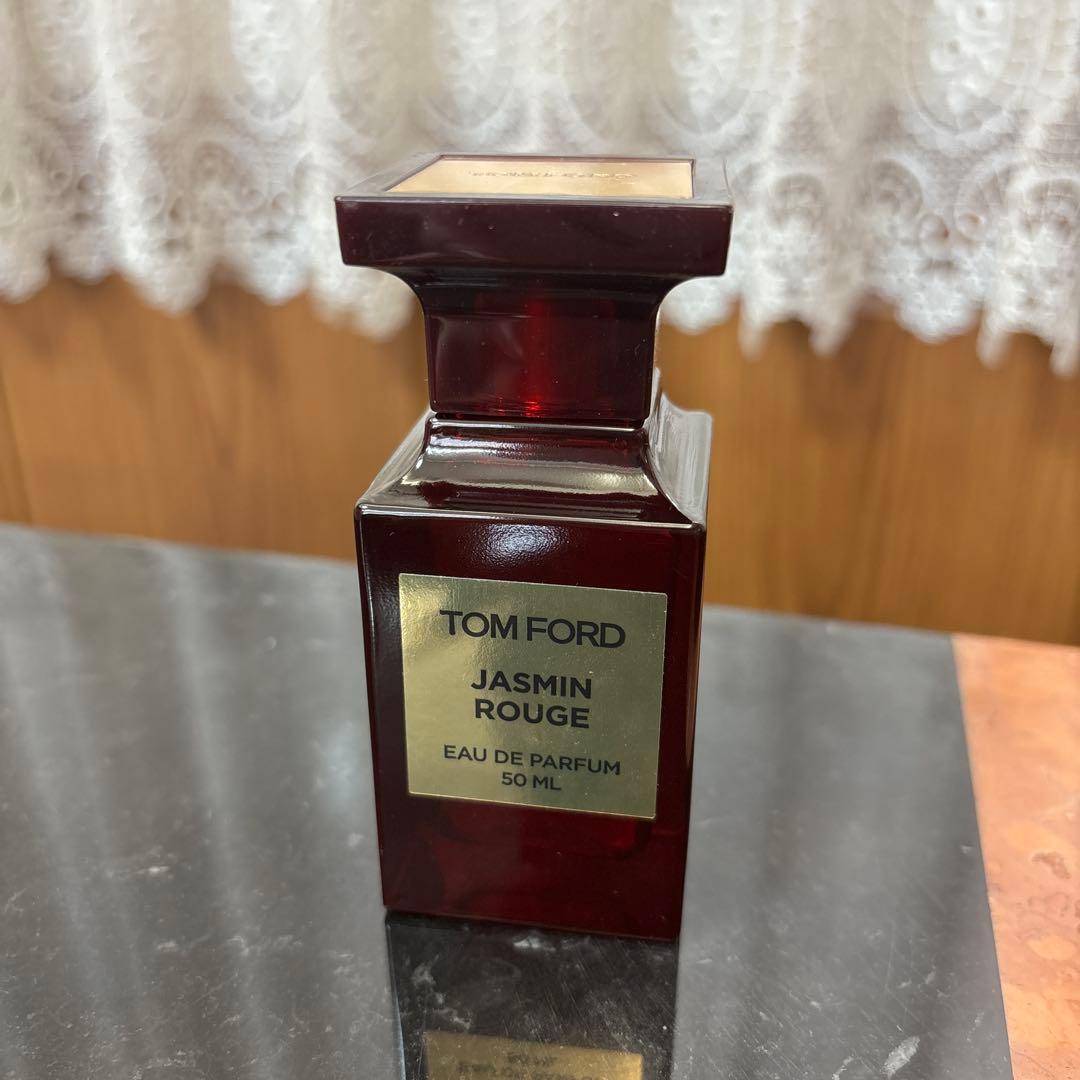 TOM FORD
JASMIN
ROUGE
EAU DE PARFUM
50 ML